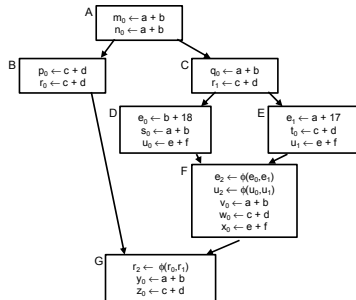 A
m₀ ← a + b
n₀ ← a + b
B
p₀ ← c + d
r₀ ← c + d
C
q₀ ← a + b
r₁ ← c + d
D
e₀ ← b + 18
s₀ ← a + b
u₀ ← e + f
E
e₁ ← a + 17
t₀ ← c + d
u₁ ← e + f
F
e₂ ← ϕ(e₀,e₁)
u₂ ← ϕ(u₀,u₁)
v₀ ← a + b
w₀ ← c + d
x₀ ← e + f
G
r₂ ← ϕ(r₀,r₁)
y₀ ← a + b
z₀ ← c + d